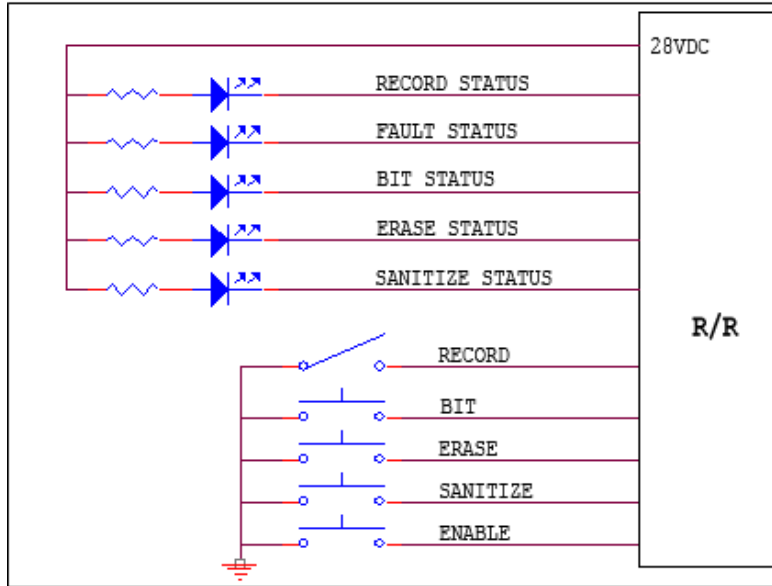 28VDC
RECORD STATUS
FAULT STATUS
BIT STATUS
ERASE STATUS
SANITIZE STATUS
R/R
RECORD
BIT
ERASE
SANITIZE
ENABLE